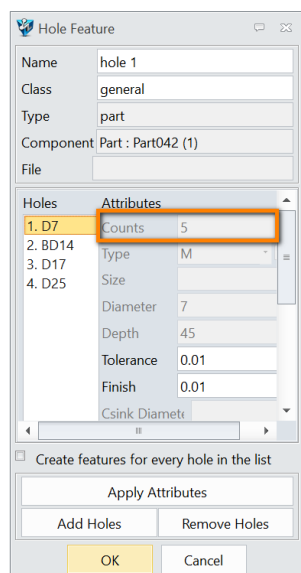 Hole Feature
Name hole 1
Class general
Type part
Component Part : Part042 (1)
File
Holes Attributes
1. D7 Counts 5
2. BD14 Type M
3. D17 Size
4. D25 Diameter 7
Depth 45
Tolerance 0.01
Finish 0.01
Csink Diamete
Create features for every hole in the list
Apply Attributes
Add Holes Remove Holes
OK Cancel